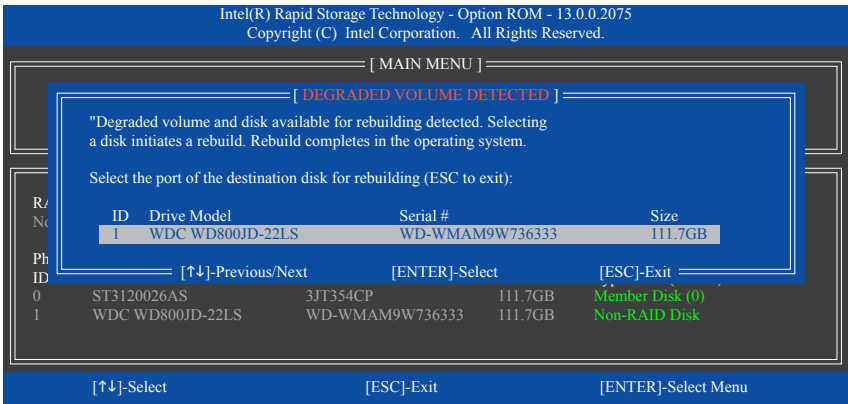 Intel(R) Rapid Storage Technology - Option ROM - 13.0.0.2075
Copyright (C) Intel Corporation. All Rights Reserved.
[ MAIN MENU ]
[ DEGRADED VOLUME DETECTED ]
"Degraded volume and disk available for rebuilding detected. Selecting
a disk initiates a rebuild. Rebuild completes in the operating system.
Select the port of the destination disk for rebuilding (ESC to exit):
ID Drive Model Serial # Size
1 WDC WD800JD-22LS WD-WMAM9W736333 111.7GB
[↑↓]-Previous/Next [ENTER]-Select [ESC]-Exit
ID
0 ST3120026AS 3JT354CP 111.7GB Member Disk (0)
1 WDC WD800JD-22LS WD-WMAM9W736333 111.7GB Non-RAID Disk
[↑↓]-Select [ESC]-Exit [ENTER]-Select Menu